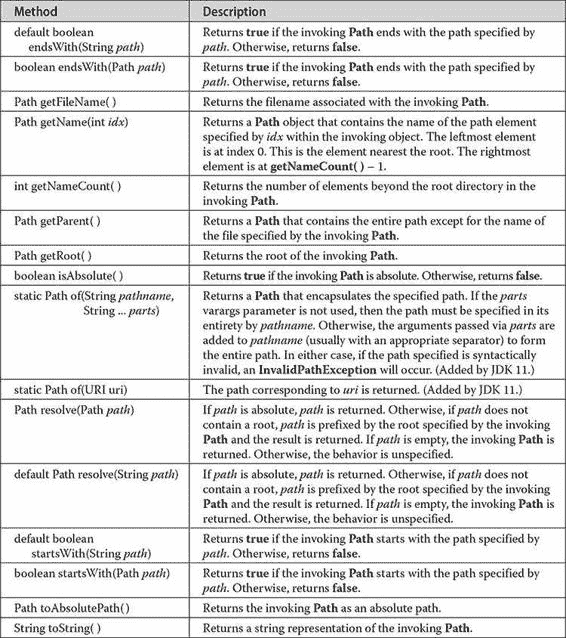 Method Description
default boolean
endsWith(String path)
Returns true if the invoking Path ends with the path specified by
path. Otherwise, returns false.
boolean endsWith(Path path)
Returns true if the invoking Path ends with the path specified by
path. Otherwise, returns false.
Path getFileName( )
Returns the filename associated with the invoking Path.
Path getName(int idx)
Returns a Path object that contains the name of the path element
specified by idx within the invoking object. The leftmost element
is at index 0. This is the element nearest the root. The rightmost
element is at getNameCount( ) – 1.
int getNameCount( )
Returns the number of elements beyond the root directory in the
invoking Path.
Path getParent( )
Returns a Path that contains the entire path except for the name of
the file specified by the invoking Path.
Path getRoot( )
Returns the root of the invoking Path.
boolean isAbsolute( )
Returns true if the invoking Path is absolute. Otherwise, returns false.
static Path of(String pathname,
String ... parts)
Returns a Path that encapsulates the specified path. If the parts
varargs parameter is not used, then the path must be specified in its
entirety by pathname. Otherwise, the arguments passed via parts are
added to pathname (usually with an appropriate separator) to form
the entire path. In either case, if the path specified is syntactically
invalid, an InvalidPathException will occur. (Added by JDK 11.)
static Path of(URI uri)
The path corresponding to uri is returned. (Added by JDK 11.)
Path resolve(Path path)
If path is absolute, path is returned. Otherwise, if path does not
contain a root, path is prefixed by the root specified by the invoking
Path and the result is returned. If path is empty, the invoking Path is
returned. Otherwise, the behavior is unspecified.
default Path resolve(String path)
If path is absolute, path is returned. Otherwise, if path does not
contain a root, path is prefixed by the root specified by the invoking
Path and the result is returned. If path is empty, the invoking Path is
returned. Otherwise, the behavior is unspecified.
default boolean
startsWith(String path)
Returns true if the invoking Path starts with the path specified by
path. Otherwise, returns false.
boolean startsWith(Path path)
Returns true if the invoking Path starts with the path specified by
path. Otherwise, returns false.
Path toAbsolutePath( )
Returns the invoking Path as an absolute path.
String toString( )
Returns a string representation of the invoking Path.